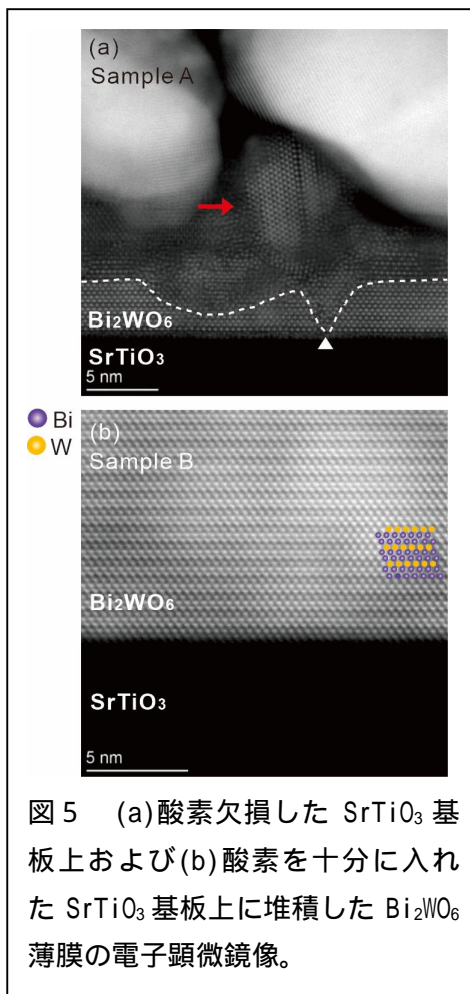 (a)
Sample A
Bi₂WO₆
SrTiO₃
5 nm
Bi
W
(b)
Sample B
Bi₂WO₆
SrTiO₃
5 nm
図５　(a)酸素欠損した SrTiO₃ 基
板上および(b)酸素を十分に入れ
た SrTiO₃ 基板上に堆積した Bi₂WO₆
薄膜の電子顕微鏡像。